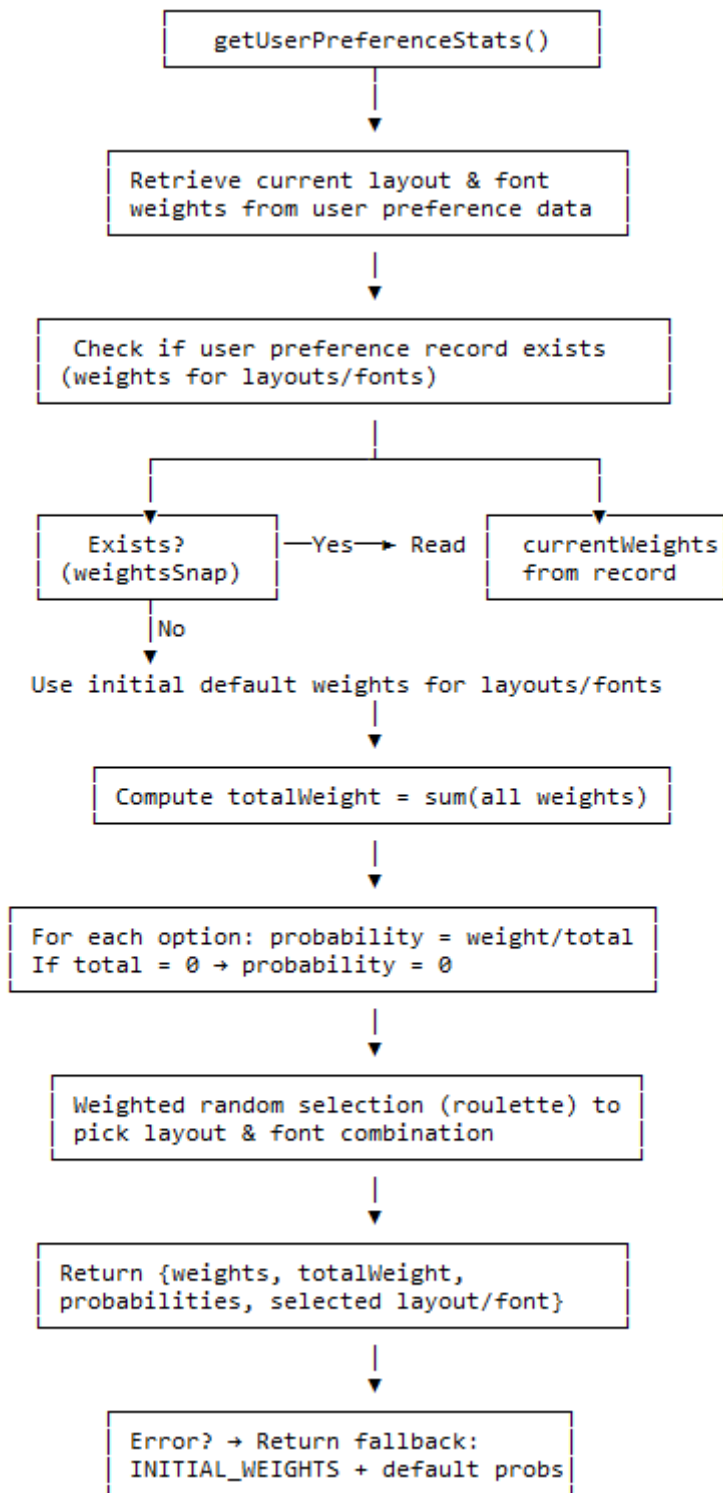 getUserPreferenceStats()
Retrieve current layout & font
weights from user preference data
Check if user preference record exists
(weights for layouts/fonts)
Exists?
(weightsSnap)
Yes
Read
currentWeights
from record
No
Use initial default weights for layouts/fonts
Compute totalWeight = sum(all weights)
For each option: probability = weight/total
If total = 0 → probability = 0
Weighted random selection (roulette) to
pick layout & font combination
Return {weights, totalWeight,
probabilities, selected layout/font}
Error? → Return fallback:
INITIAL_WEIGHTS + default probs